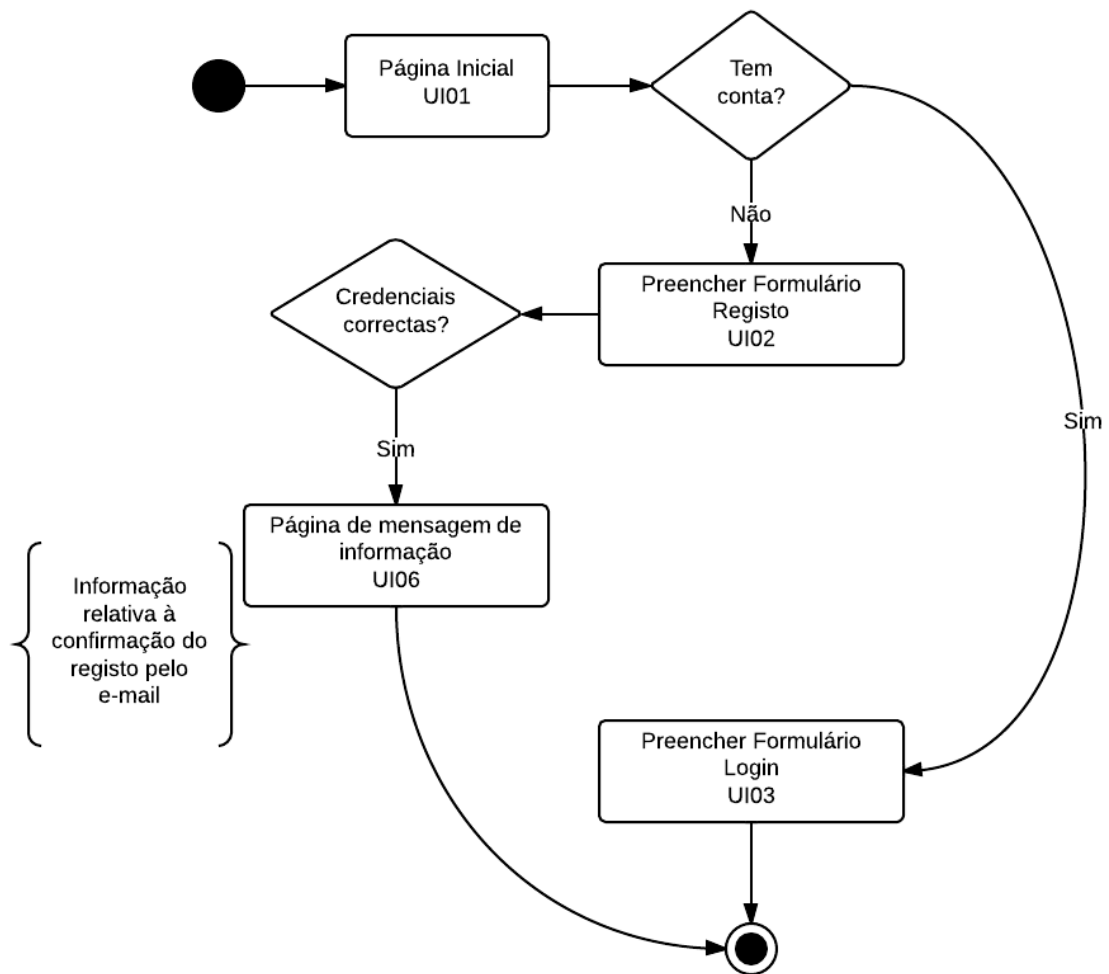 Página Inicial
UI01
Tem
conta?
Não
Preencher Formulário
Registo
UI02
Credenciais
correctas?
Sim
Sim
Página de mensagem de
informação
UI06
Informação
relativa à
confirmação do
registo pelo
e-mail
Preencher Formulário
Login
UI03